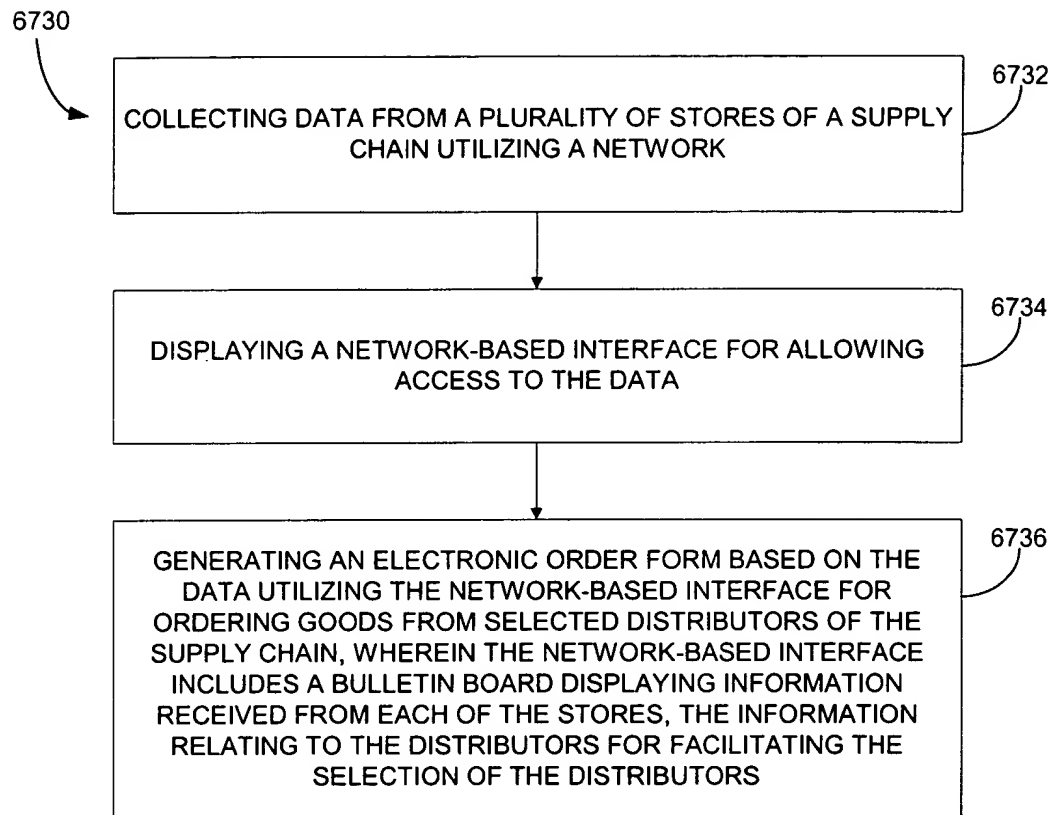 6730
6732
COLLECTING DATA FROM A PLURALITY OF STORES OF A SUPPLY
CHAIN UTILIZING A NETWORK
6734
DISPLAYING A NETWORK-BASED INTERFACE FOR ALLOWING
ACCESS TO THE DATA
6736
GENERATING AN ELECTRONIC ORDER FORM BASED ON THE
DATA UTILIZING THE NETWORK-BASED INTERFACE FOR
ORDERING GOODS FROM SELECTED DISTRIBUTORS OF THE
SUPPLY CHAIN, WHEREIN THE NETWORK-BASED INTERFACE
INCLUDES A BULLETIN BOARD DISPLAYING INFORMATION
RECEIVED FROM EACH OF THE STORES, THE INFORMATION
RELATING TO THE DISTRIBUTORS FOR FACILITATING THE
SELECTION OF THE DISTRIBUTORS